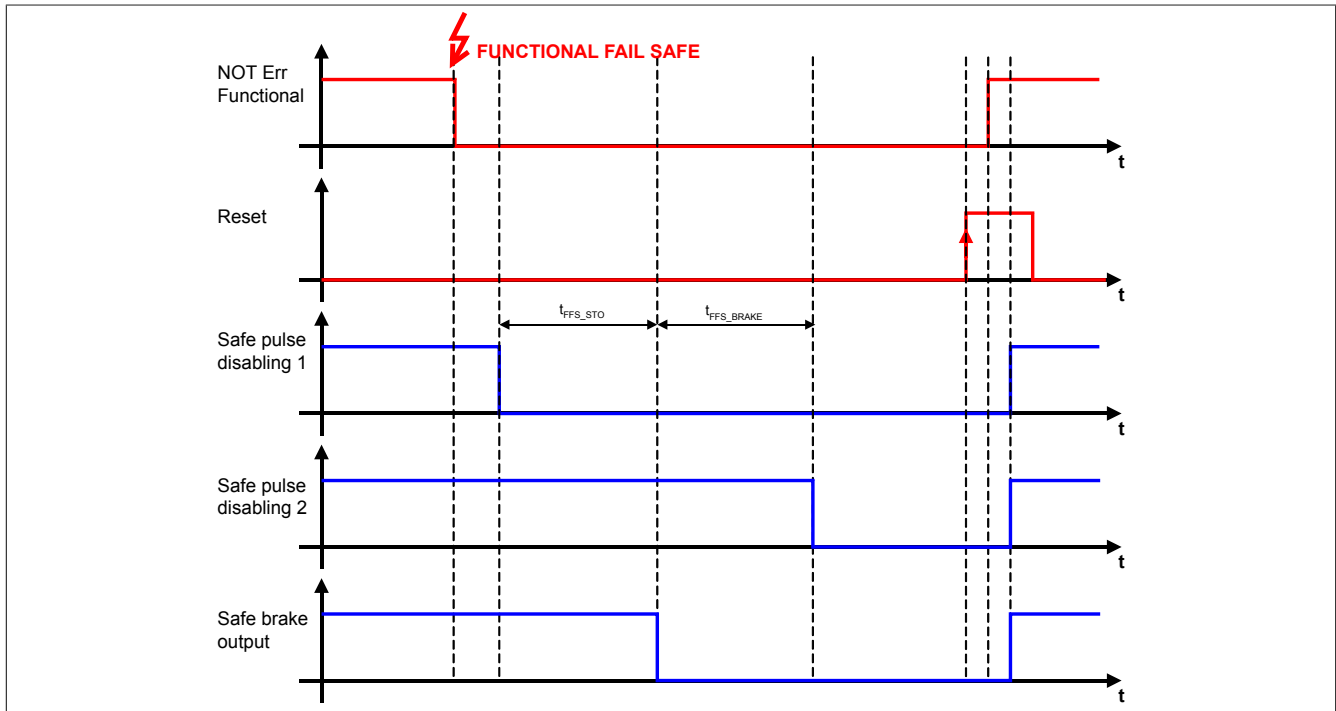 FUNCTIONAL FAIL SAFE
NOT Err
Functional
t
Reset
t
tFFS_STO
tFFS_BRAKE
Safe pulse
disabling 1
t
Safe pulse
disabling 2
t
Safe brake
output
t